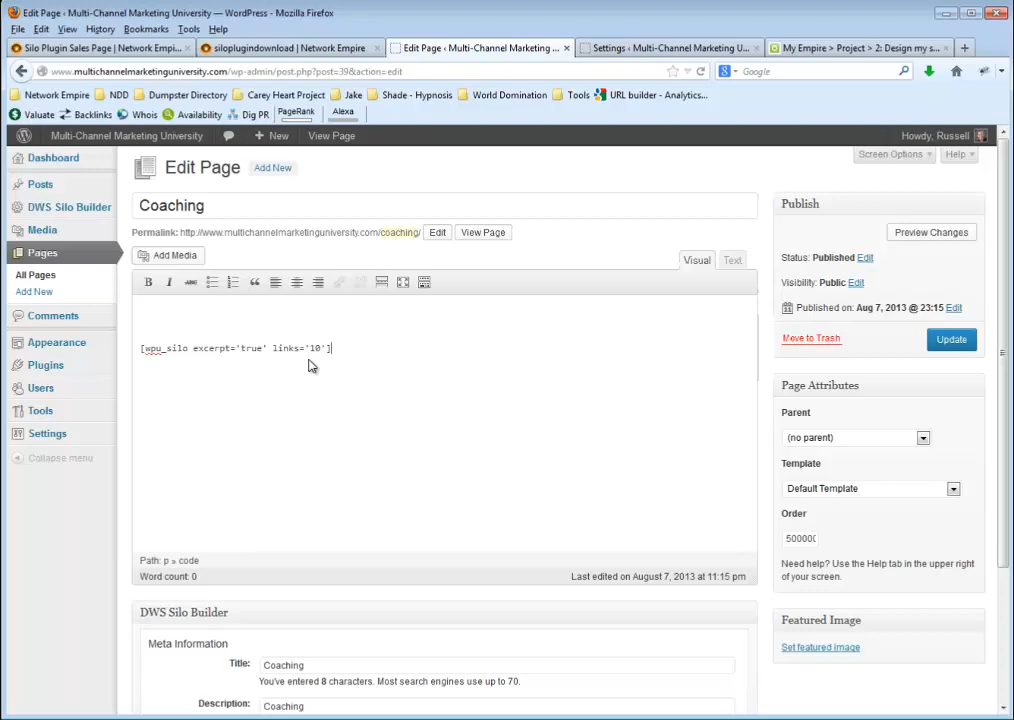 Edit Page ‹ Multi-Channel Marketing University — WordPress - Mozilla Firefox
File Edit View History Bookmarks Tools Help
Silo Plugin Sales Page | Network Empi... × siloplugindownload | Network Empire × Edit Page ‹ Multi-Channel Marketing ... × Settings ‹ Multi-Channel Marketing U... × My Empire > Project > 2: Design my s... × +
www.multichannelmarketinguniversity.com/wp-admin/post.php?post=39&action=edit Google
Network Empire NDD Dumpster Directory Carey Heart Project Jake Shade - Hypnosis World Domination Tools URL builder - Analytics...
Valuate Backlinks Whois Availability Dig PR PageRank Alexa
Multi-Channel Marketing University + New View Page Howdy, Russell
Screen Options Help
Dashboard
Posts
DWS Silo Builder
Media
Pages
All Pages
Add New
Comments
Appearance
Plugins
Users
Tools
Settings
Collapse menu
Edit Page Add New
Coaching
Permalink: http://www.multichannelmarketinguniversity.com/coaching/ Edit View Page
Add Media
Visual Text
B I ABC
[wpu_silo excerpt='true' links='10']
Path: p » code
Word count: 0 Last edited on August 7, 2013 at 11:15 pm
DWS Silo Builder
Meta Information
Title: Coaching
You've entered 8 characters. Most search engines use up to 70.
Description: Coaching
Publish
Preview Changes
Status: Published Edit
Visibility: Public Edit
Published on: Aug 7, 2013 @ 23:15 Edit
Move to Trash Update
Page Attributes
Parent
(no parent)
Template
Default Template
Order
Need help? Use the Help tab in the upper right
of your screen.
Featured Image
Set featured image